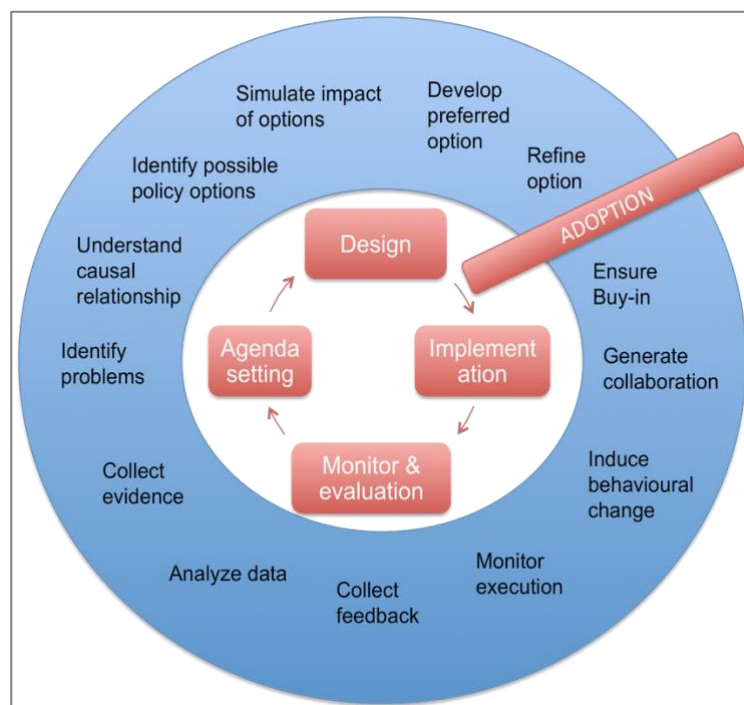 Simulate impact
of options
Develop
preferred
option
Refine
option
Identify possible
policy options
ADOPTION
Understand
causal
relationship
Design
Ensure
Buy-in
Identify
problems
Agenda
setting
Implement
ation
Generate
collaboration
Monitor &
evaluation
Collect
evidence
Induce
behavioural
change
Analyze data
Collect
feedback
Monitor
execution